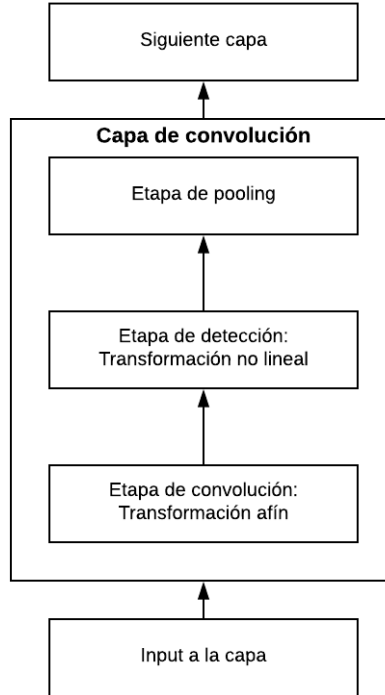 Siguiente capa
Capa de convolución
Etapa de pooling
Etapa de detección:
Transformación no lineal
Etapa de convolución:
Transformación afín
Input a la capa